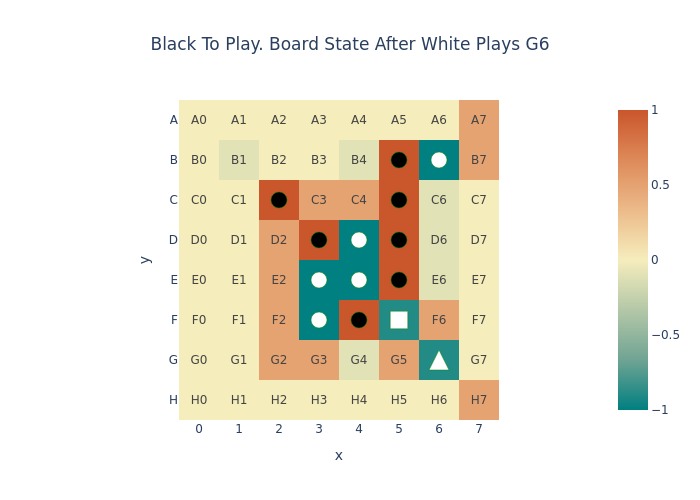 Black To Play. Board State After White Plays G6
A A0 A1 A2 A3 A4 A5 A6 A7
B B0 B1 B2 B3 B4 B7
C C0 C1 C3 C4 C6 C7
D D0 D1 D2 D6 D7
E E0 E1 E2 E6 E7
F F0 F1 F2 F6 F7
G G0 G1 G2 G3 G4 G5 G7
H H0 H1 H2 H3 H4 H5 H6 H7
0 1 2 3 4 5 6 7
x
y
1
0.5
0
−0.5
−1